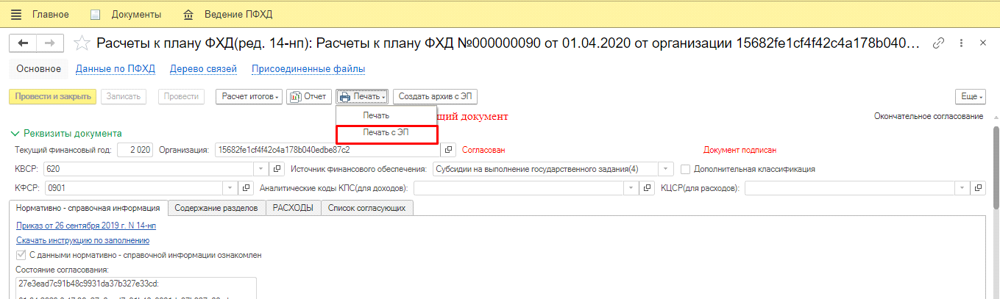 Главное Документы Ведение ПФХД
Расчеты к плану ФХД(ред. 14-нп): Расчеты к плану ФХД №000000090 от 01.04.2020 от организации 15682fe1cf4f42c4a178b040...
Основное Данные по ПФХД Дерево связей Присоединенные файлы
Провести и закрыть Записать Провести Расчет итогов Отчет Печать Создать архив с ЭП Еще
Печать щий документ Окончательное согласование
Реквизиты документа Печать с ЭП
Текущий финансовый год: 2 020 Организация: 15682fe1cf4f42c4a178b040edbe87c2 Согласован Документ подписан
КВСР: 620 Источник финансового обеспечения: Субсидии на выполнение государственного задания(4) Дополнительная классификация
КФСР: 0901 Аналитические коды КПС(для доходов): КЦСР(для расходов):
Нормативно - справочная информация Содержание разделов РАСХОДЫ Список согласующих
Приказ от 26 сентября 2019 г. N 14-нп
Скачать инструкцию по заполнению
С данными нормативно - справочной информации ознакомлен
Состояние согласования:
27e3ead7c91b48c9931da37b327e33cd: